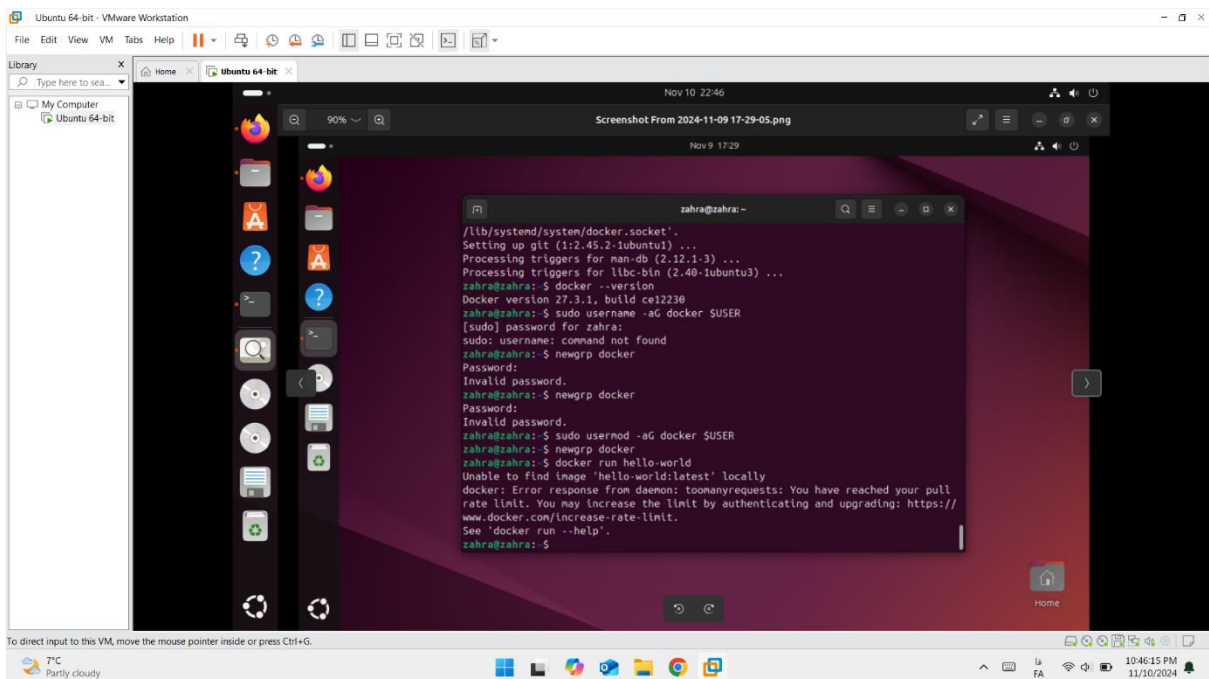 Ubuntu 64-bit - VMware Workstation
File Edit View VM Tabs Help
Library X
Type here to sea...
My Computer
Ubuntu 64-bit
Home
Ubuntu 64-bit
Nov 10 22:46
90%
Screenshot From 2024-11-09 17-29-05.png
Nov 9 17:29
zahra@zahra: ~
/lib/systemd/system/docker.socket'.
Setting up git (1:2.45.2-1ubuntu1) ...
Processing triggers for man-db (2.12.1-3) ...
Processing triggers for libc-bin (2.40-1ubuntu3) ...
zahra@zahra:~$ docker --version
Docker version 27.3.1, build ce12230
zahra@zahra:~$ sudo username -aG docker $USER
[sudo] password for zahra:
sudo: username: command not found
zahra@zahra:~$ newgrp docker
Password:
Invalid password.
zahra@zahra:~$ newgrp docker
Password:
Invalid password.
zahra@zahra:~$ sudo usermod -aG docker $USER
zahra@zahra:~$ newgrp docker
zahra@zahra:~$ docker run hello-world
Unable to find image 'hello-world:latest' locally
docker: Error response from daemon: toomanyrequests: You have reached your pull
rate limit. You may increase the limit by authenticating and upgrading: https://
www.docker.com/increase-rate-limit.
See 'docker run --help'.
zahra@zahra:~$
Home
To direct input to this VM, move the mouse pointer inside or press Ctrl+G.
7°C
Partly cloudy
فا
FA
10:46:15 PM
11/10/2024